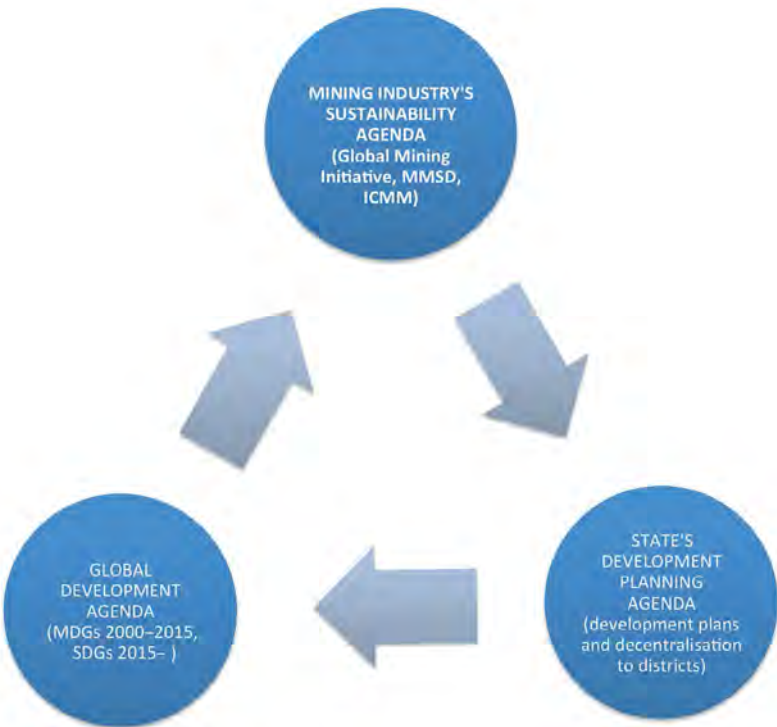 MINING INDUSTRY'S
SUSTAINABILITY
AGENDA
(Global Mining
Initiative, MMSD,
ICMM)
STATE'S
DEVELOPMENT
PLANNING
AGENDA
(development plans
and decentralisation
to districts)
GLOBAL
DEVELOPMENT
AGENDA
(MDGs 2000–2015,
SDGs 2015– )